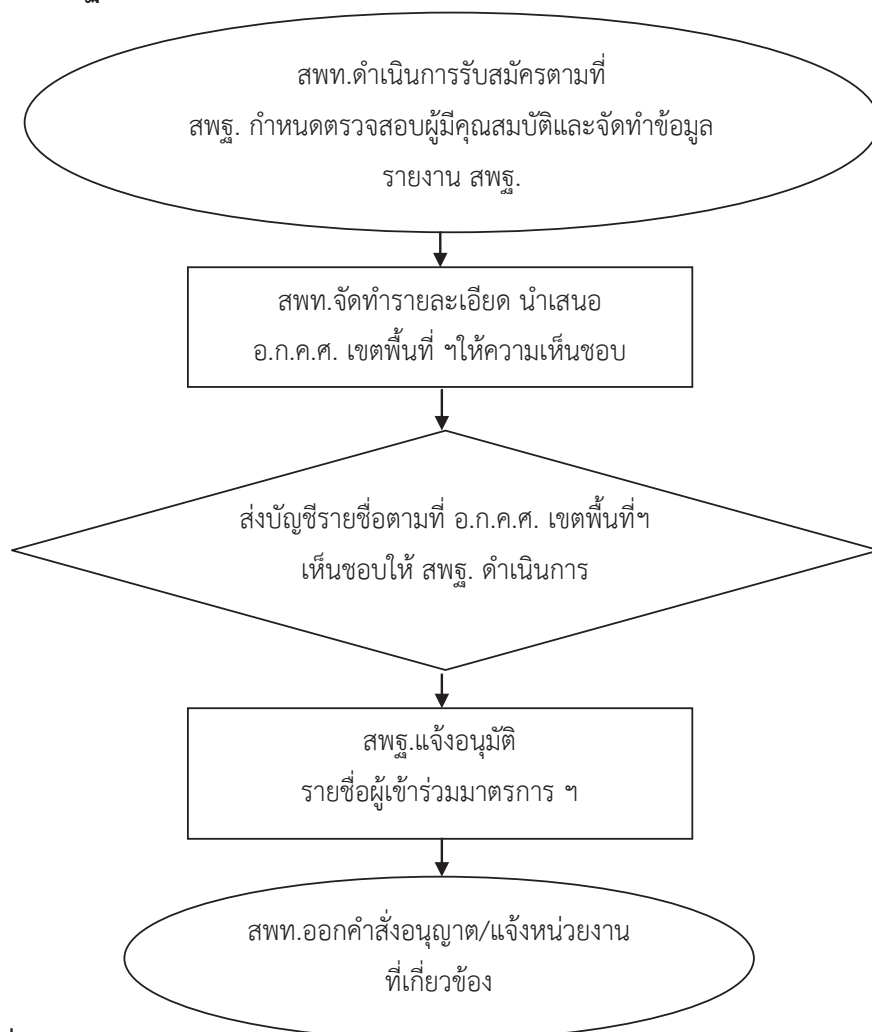 สพท.ดำเนินการรับสมัครตามที่
สพฐ. กำหนดตรวจสอบผู้มีคุณสมบัติและจัดทำข้อมูล
รายงาน สพฐ.
สพท.จัดทำรายละเอียด นำเสนอ
อ.ก.ค.ศ. เขตพื้นที่ ฯให้ความเห็นชอบ
ส่งบัญชีรายชื่อตามที่ อ.ก.ค.ศ. เขตพื้นที่ฯ
เห็นชอบให้ สพฐ. ดำเนินการ
สพฐ.แจ้งอนุมัติ
รายชื่อผู้เข้าร่วมมาตรการ ฯ
สพท.ออกคำสั่งอนุญาต/แจ้งหน่วยงาน
ที่เกี่ยวข้อง